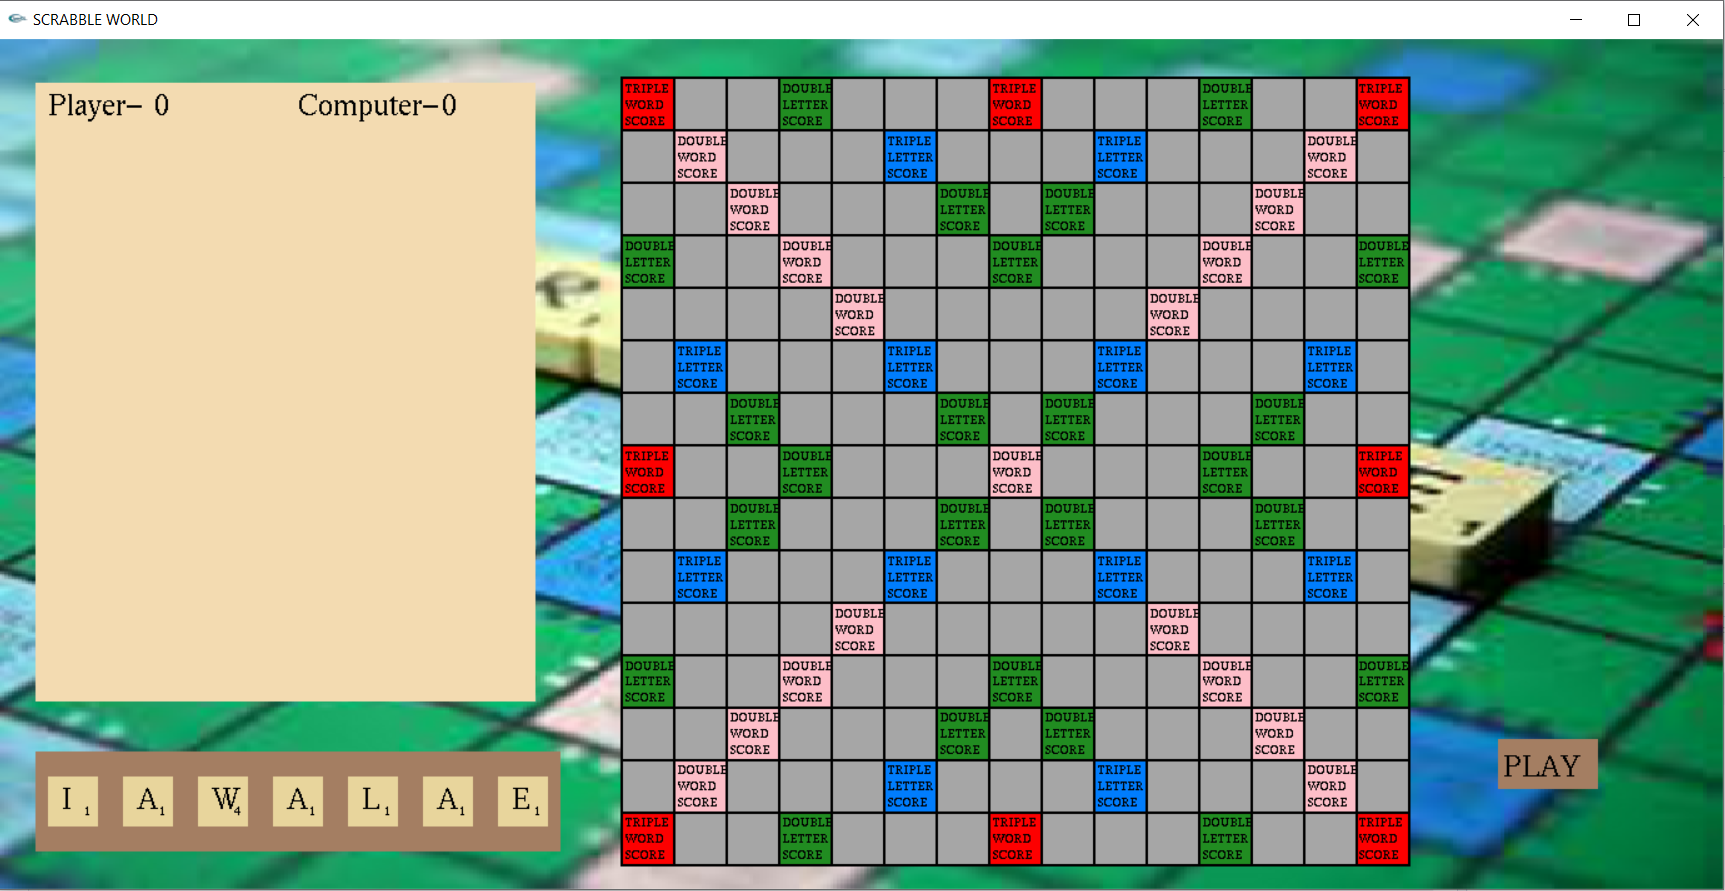 SCRABBLE WORLD
Player- 0 Computer-0
TRIPLE DOUBLE TRIPLE DOUBLE TRIPLE
WORD LETTER WORD LETTER WORD
SCORE SCORE SCORE SCORE SCORE
DOUBLE TRIPLE TRIPLE DOUBLE
WORD LETTER LETTER WORD
SCORE SCORE SCORE SCORE
DOUBLE DOUBLE DOUBLE DOUBLE
WORD LETTER LETTER WORD
SCORE SCORE SCORE SCORE
DOUBLE DOUBLE DOUBLE DOUBLE DOUBLE
LETTER WORD LETTER WORD LETTER
SCORE SCORE SCORE SCORE SCORE
DOUBLE DOUBLE
WORD WORD
SCORE SCORE
TRIPLE TRIPLE TRIPLE TRIPLE
LETTER LETTER LETTER LETTER
SCORE SCORE SCORE SCORE
DOUBLE DOUBLE DOUBLE DOUBLE
LETTER LETTER LETTER LETTER
SCORE SCORE SCORE SCORE
TRIPLE DOUBLE DOUBLE DOUBLE TRIPLE
WORD LETTER WORD LETTER WORD
SCORE SCORE SCORE SCORE SCORE
DOUBLE DOUBLE DOUBLE DOUBLE
LETTER LETTER LETTER LETTER
SCORE SCORE SCORE SCORE
TRIPLE TRIPLE TRIPLE TRIPLE
LETTER LETTER LETTER LETTER
SCORE SCORE SCORE SCORE
DOUBLE DOUBLE
WORD WORD
SCORE SCORE
DOUBLE DOUBLE DOUBLE DOUBLE DOUBLE
LETTER WORD LETTER WORD LETTER
SCORE SCORE SCORE SCORE SCORE
DOUBLE DOUBLE DOUBLE DOUBLE
WORD LETTER LETTER WORD
SCORE SCORE SCORE SCORE
DOUBLE TRIPLE TRIPLE DOUBLE
WORD LETTER LETTER WORD
SCORE SCORE SCORE SCORE
TRIPLE DOUBLE TRIPLE DOUBLE TRIPLE
WORD LETTER WORD LETTER WORD
SCORE SCORE SCORE SCORE SCORE
I 1 A 1 W 4 A 1 L 1 A 1 E 1
PLAY